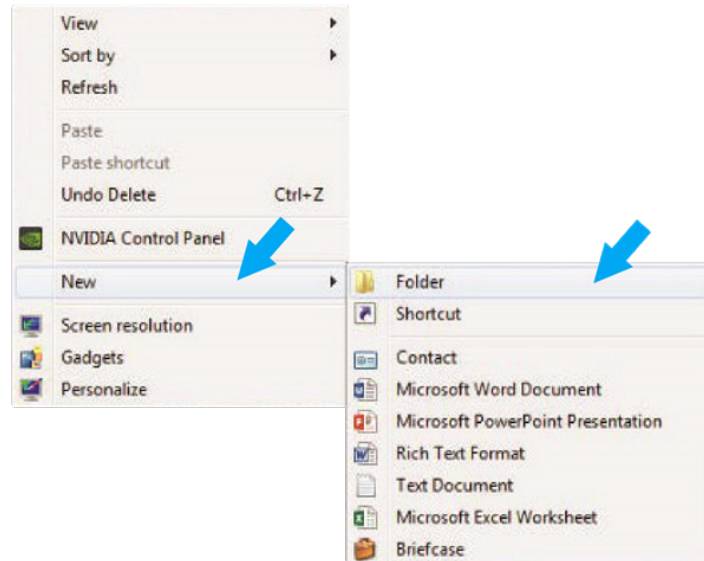 View
Sort by
Refresh
Paste
Paste shortcut
Undo Delete Ctrl+Z
NVIDIA Control Panel
New
Screen resolution
Gadgets
Personalize
Folder
Shortcut
Contact
Microsoft Word Document
Microsoft PowerPoint Presentation
Rich Text Format
Text Document
Microsoft Excel Worksheet
Briefcase